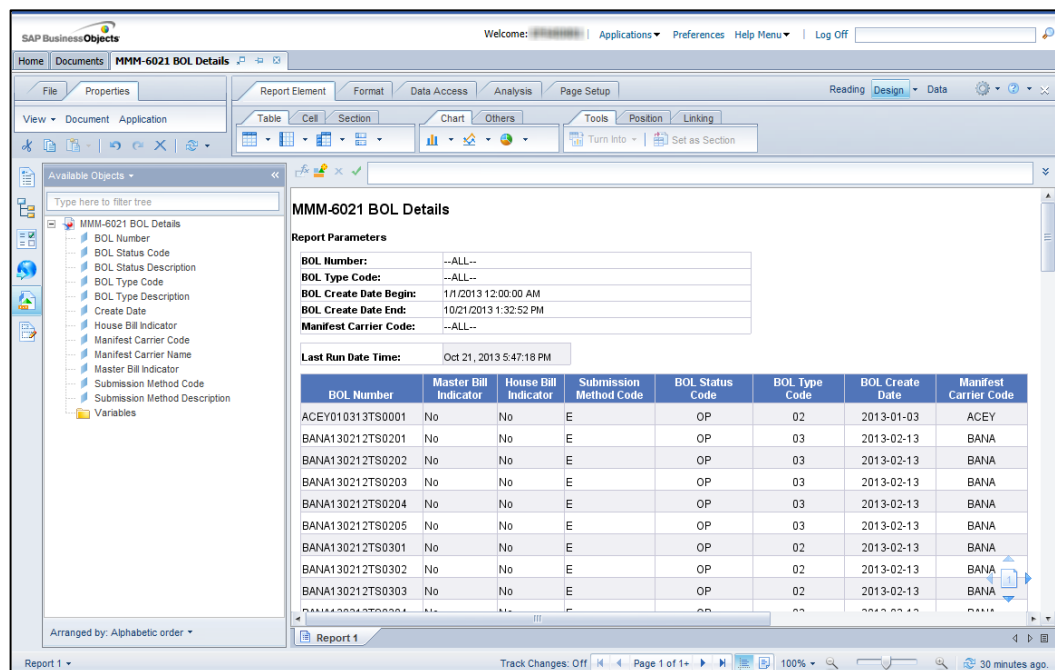 SAP BusinessObjects
Welcome: | Applications Preferences Help Menu | Log Off
Home Documents MMM-6021 BOL Details
File Properties Report Element Format Data Access Analysis Page Setup Reading Design Data
View Document Application Table Cell Section Chart Others Tools Position Linking
Turn Into Set as Section
Available Objects
Type here to filter tree
MMM-6021 BOL Details
BOL Number
BOL Status Code
BOL Status Description
BOL Type Code
BOL Type Description
Create Date
House Bill Indicator
Manifest Carrier Code
Manifest Carrier Name
Master Bill Indicator
Submission Method Code
Submission Method Description
Variables
Arranged by: Alphabetic order
MMM-6021 BOL Details
Report Parameters
BOL Number: --ALL--
BOL Type Code: --ALL--
BOL Create Date Begin: 1/1/2013 12:00:00 AM
BOL Create Date End: 10/21/2013 1:32:52 PM
Manifest Carrier Code: --ALL--
Last Run Date Time: Oct 21, 2013 5:47:18 PM
BOL Number Master Bill Indicator House Bill Indicator Submission Method Code BOL Status Code BOL Type Code BOL Create Date Manifest Carrier Code
ACEY010313TS0001 No No E OP 02 2013-01-03 ACEY
BANA130212TS0201 No No E OP 03 2013-02-13 BANA
BANA130212TS0202 No No E OP 03 2013-02-13 BANA
BANA130212TS0203 No No E OP 03 2013-02-13 BANA
BANA130212TS0204 No No E OP 03 2013-02-13 BANA
BANA130212TS0205 No No E OP 03 2013-02-13 BANA
BANA130212TS0301 No No E OP 02 2013-02-13 BANA
BANA130212TS0302 No No E OP 02 2013-02-13 BANA
BANA130212TS0303 No No E OP 02 2013-02-13 BANA
1
Report 1
Report 1 Track Changes: Off Page 1 of 1+ 100% 30 minutes ago.